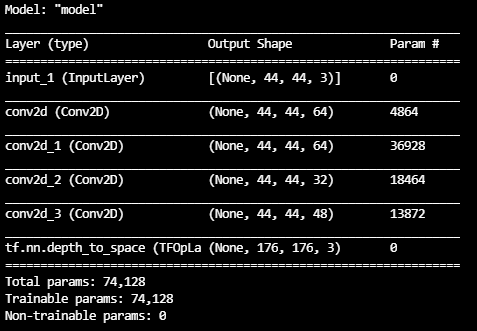 Model: "model"
Layer (type) Output Shape Param #
input_1 (InputLayer) [(None, 44, 44, 3)] 0
conv2d (Conv2D) (None, 44, 44, 64) 4864
conv2d_1 (Conv2D) (None, 44, 44, 64) 36928
conv2d_2 (Conv2D) (None, 44, 44, 32) 18464
conv2d_3 (Conv2D) (None, 44, 44, 48) 13872
tf.nn.depth_to_space (TFOpLa (None, 176, 176, 3) 0
Total params: 74,128
Trainable params: 74,128
Non-trainable params: 0